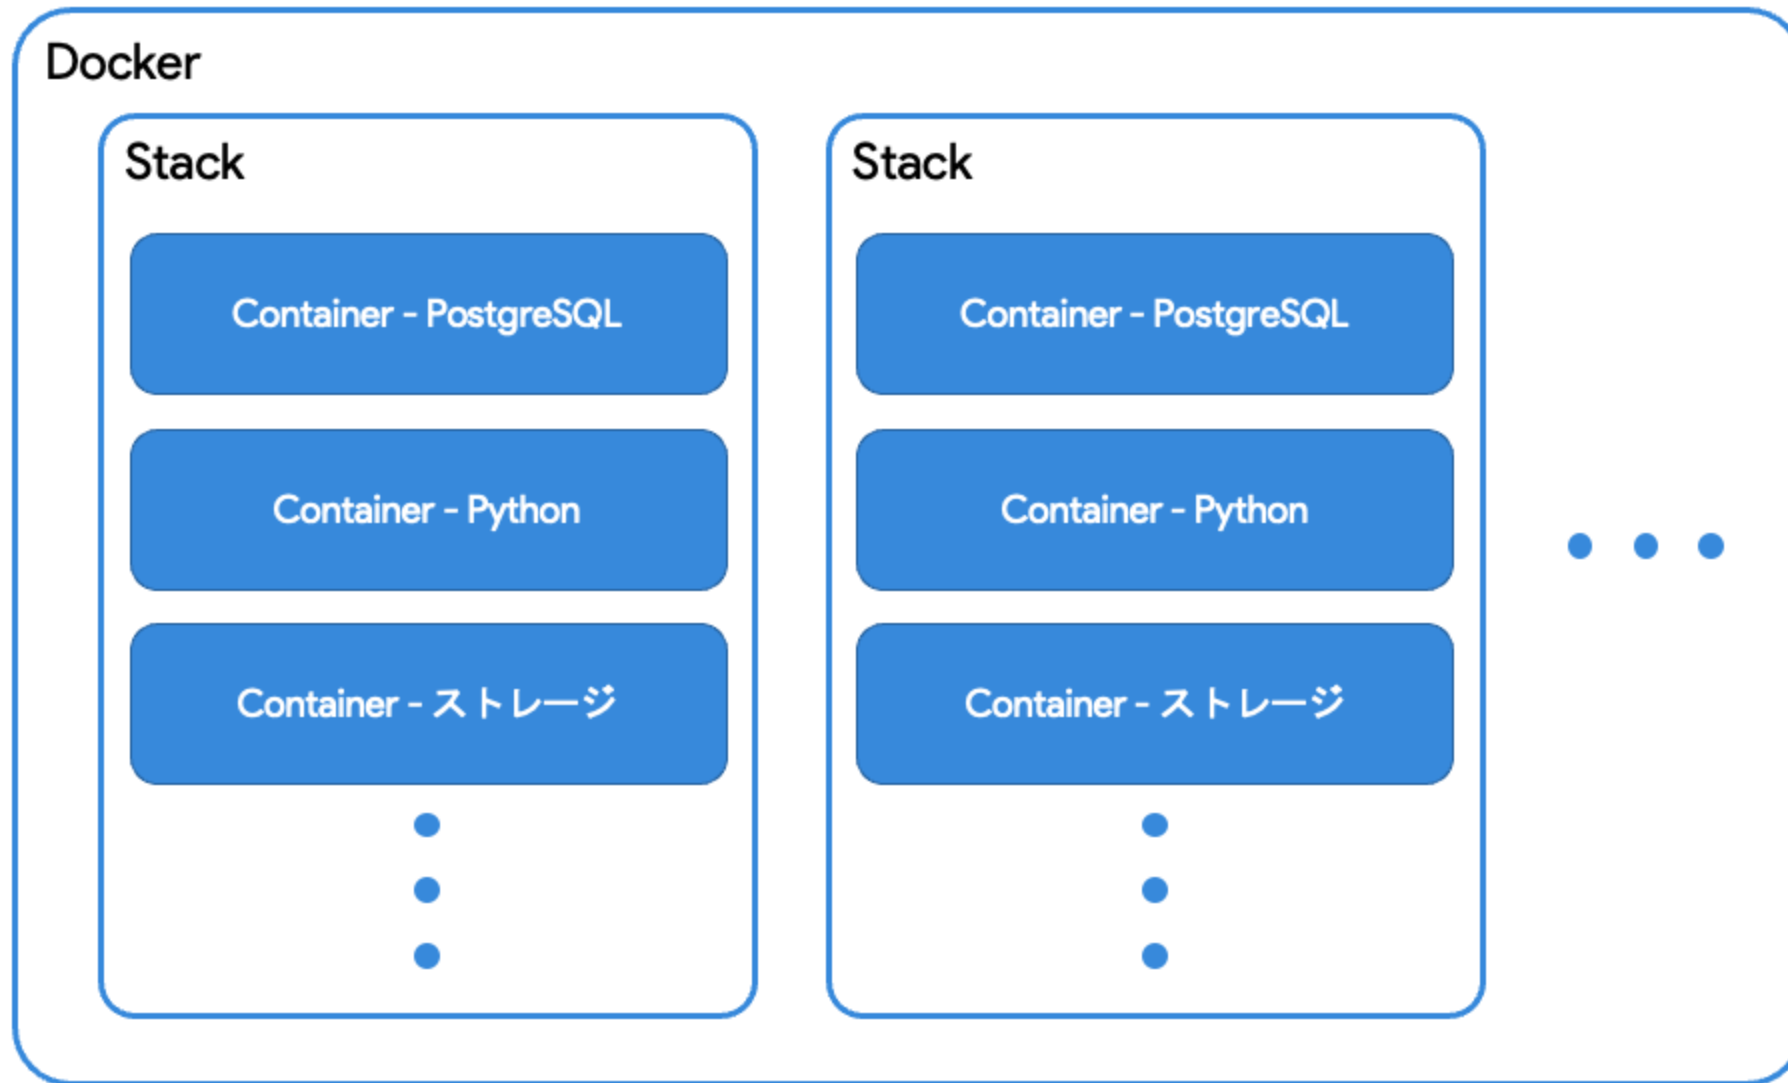 Docker
Stack
Container - PostgreSQL
Container - Python
Container - ストレージ
Stack
Container - PostgreSQL
Container - Python
Container - ストレージ